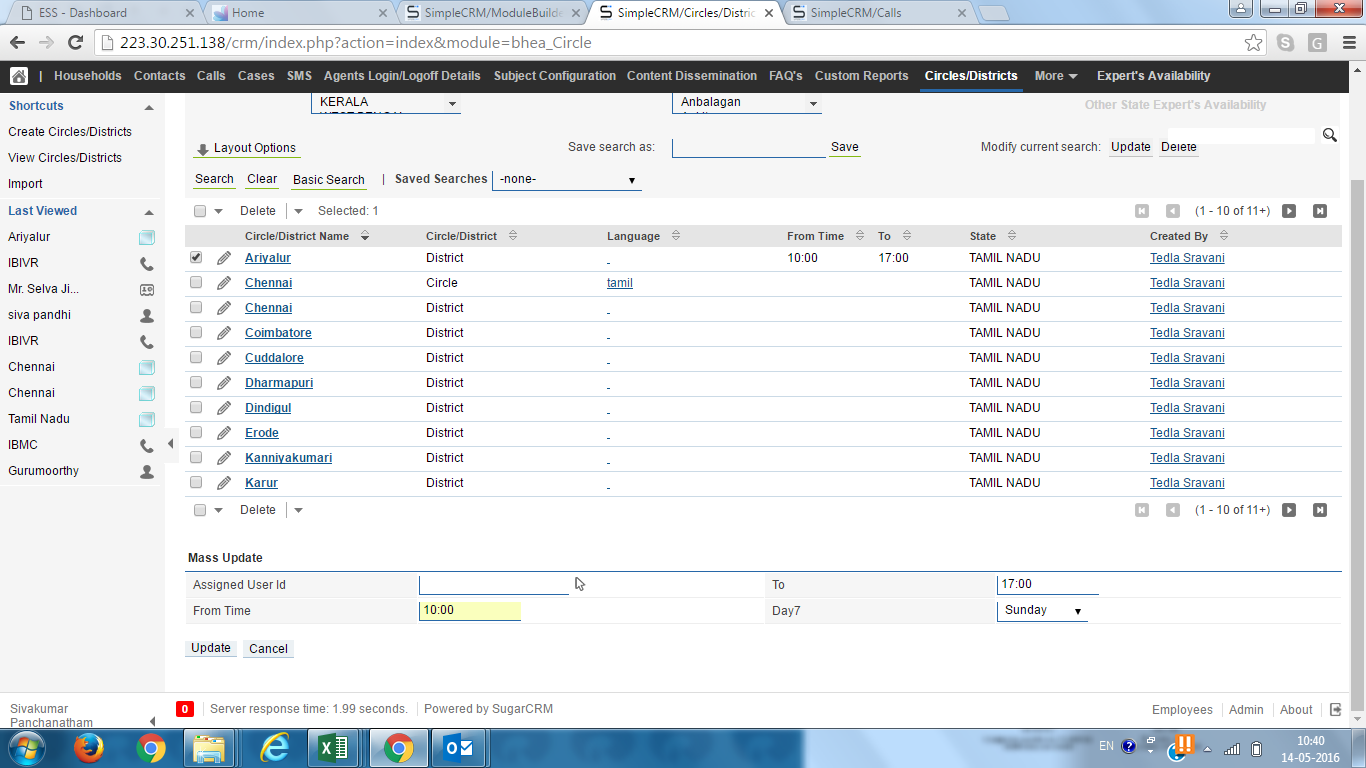 ESS - Dashboard
Home
SimpleCRM/ModuleBuilde
SimpleCRM/Circles/Distric
SimpleCRM/Calls
223.30.251.138/crm/index.php?action=index&module=bhea_Circle
Households Contacts Calls Cases SMS Agents Login/Logoff Details Subject Configuration Content Dissemination FAQ's Custom Reports Circles/Districts More Expert's Availability
Shortcuts
Create Circles/Districts
View Circles/Districts
Import
Last Viewed
Ariyalur
IBIVR
Mr. Selva Ji...
siva pandhi
IBIVR
Chennai
Chennai
Tamil Nadu
IBMC
Gurumoorthy
KERALA
Anbalagan
Other State Expert's Availability
Layout Options
Save search as:
Save
Modify current search: Update Delete
Search Clear Basic Search | Saved Searches -none-
Delete Selected: 1 (1 - 10 of 11+)
Circle/District Name Circle/District Language From Time To State Created By
Ariyalur District - 10:00 17:00 TAMIL NADU Tedla Sravani
Chennai Circle tamil TAMIL NADU Tedla Sravani
Chennai District - TAMIL NADU Tedla Sravani
Coimbatore District - TAMIL NADU Tedla Sravani
Cuddalore District - TAMIL NADU Tedla Sravani
Dharmapuri District - TAMIL NADU Tedla Sravani
Dindigul District - TAMIL NADU Tedla Sravani
Erode District - TAMIL NADU Tedla Sravani
Kanniyakumari District - TAMIL NADU Tedla Sravani
Karur District - TAMIL NADU Tedla Sravani
Delete (1 - 10 of 11+)
Mass Update
Assigned User Id To 17:00
From Time 10:00 Day7 Sunday
Update Cancel
Sivakumar
Panchanatham
0 Server response time: 1.99 seconds. Powered by SugarCRM
Employees Admin About
EN
10:40
14-05-2016